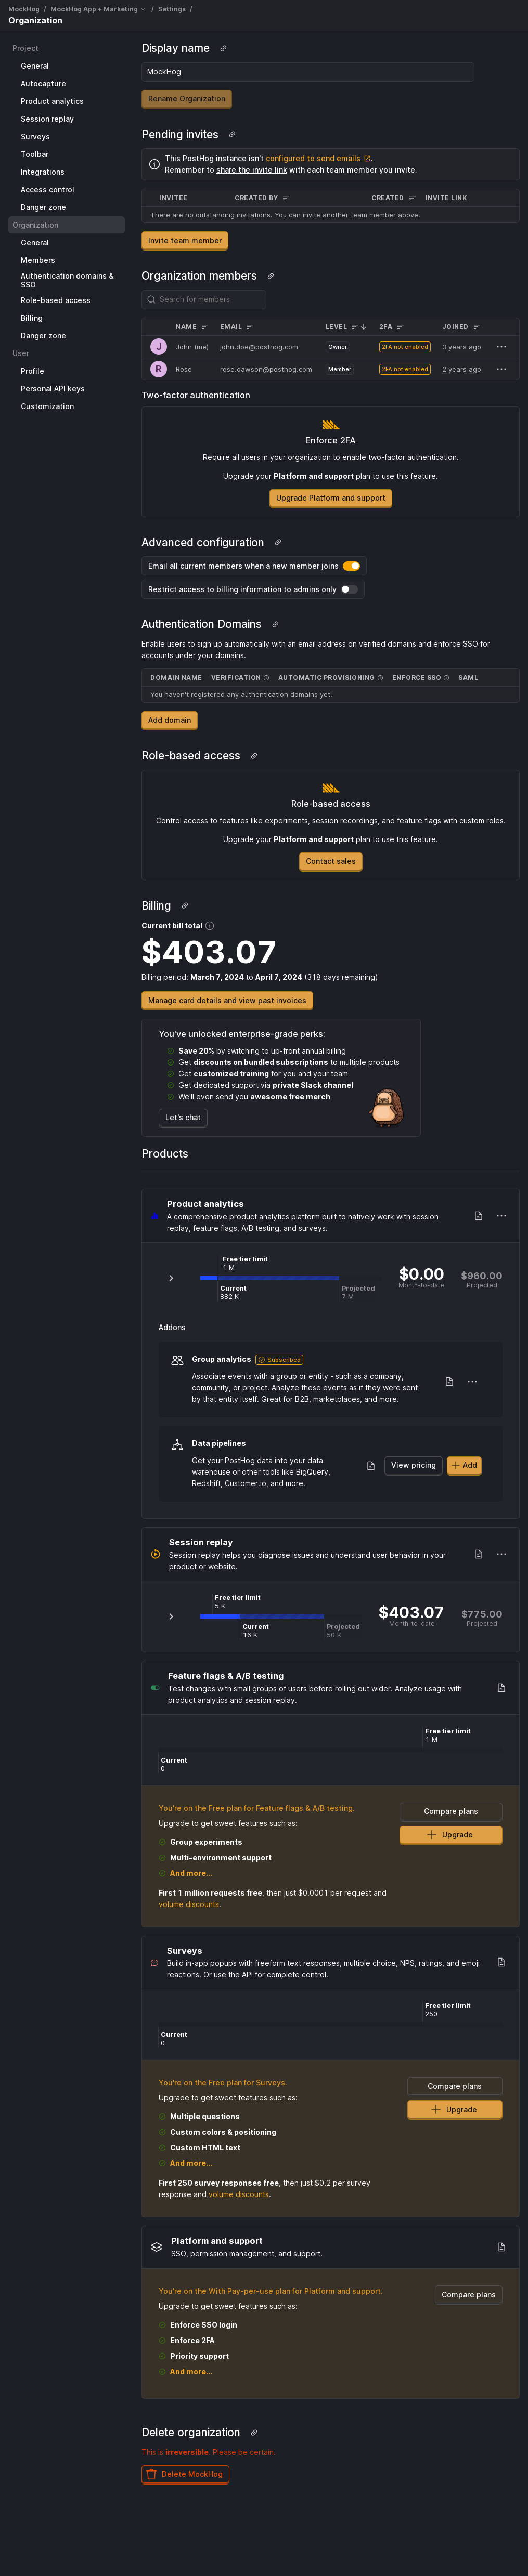 MockHog / MockHog App + Marketing / Settings /
Organization
Project
General
Autocapture
Product analytics
Session replay
Surveys
Toolbar
Integrations
Access control
Danger zone
Organization
General
Members
Authentication domains &
SSO
Role-based access
Billing
Danger zone
User
Profile
Personal API keys
Customization
Display name
MockHog
Rename Organization
Pending invites
This PostHog instance isn't configured to send emails.
Remember to share the invite link with each team member you invite.
INVITEE CREATED BY CREATED INVITE LINK
There are no outstanding invitations. You can invite another team member above.
Invite team member
Organization members
Search for members
NAME EMAIL LEVEL 2FA JOINED
J John (me) john.doe@posthog.com Owner 2FA not enabled 3 years ago
R Rose rose.dawson@posthog.com Member 2FA not enabled 2 years ago
Two-factor authentication
Enforce 2FA
Require all users in your organization to enable two-factor authentication.
Upgrade your Platform and support plan to use this feature.
Upgrade Platform and support
Advanced configuration
Email all current members when a new member joins
Restrict access to billing information to admins only
Authentication Domains
Enable users to sign up automatically with an email address on verified domains and enforce SSO for
accounts under your domains.
DOMAIN NAME VERIFICATION AUTOMATIC PROVISIONING ENFORCE SSO SAML
You haven't registered any authentication domains yet.
Add domain
Role-based access
Role-based access
Control access to features like experiments, session recordings, and feature flags with custom roles.
Upgrade your Platform and support plan to use this feature.
Contact sales
Billing
Current bill total
$403.07
Billing period: March 7, 2024 to April 7, 2024 (318 days remaining)
Manage card details and view past invoices
You've unlocked enterprise-grade perks:
Save 20% by switching to up-front annual billing
Get discounts on bundled subscriptions to multiple products
Get customized training for you and your team
Get dedicated support via private Slack channel
We'll even send you awesome free merch
Let's chat
Products
Product analytics
A comprehensive product analytics platform built to natively work with session
replay, feature flags, A/B testing, and surveys.
Free tier limit
1 M
Current
882 K
Projected
7 M
$0.00
Month-to-date
$960.00
Projected
Addons
Group analytics Subscribed
Associate events with a group or entity - such as a company,
community, or project. Analyze these events as if they were sent
by that entity itself. Great for B2B, marketplaces, and more.
Data pipelines
Get your PostHog data into your data
warehouse or other tools like BigQuery,
Redshift, Customer.io, and more.
View pricing
Add
Session replay
Session replay helps you diagnose issues and understand user behavior in your
product or website.
Free tier limit
5 K
Current
16 K
Projected
50 K
$403.07
Month-to-date
$775.00
Projected
Feature flags & A/B testing
Test changes with small groups of users before rolling out wider. Analyze usage with
product analytics and session replay.
Free tier limit
1 M
Current
0
You're on the Free plan for Feature flags & A/B testing.
Upgrade to get sweet features such as:
Group experiments
Multi-environment support
And more...
First 1 million requests free, then just $0.0001 per request and
volume discounts.
Compare plans
Upgrade
Surveys
Build in-app popups with freeform text responses, multiple choice, NPS, ratings, and emoji
reactions. Or use the API for complete control.
Free tier limit
250
Current
0
You're on the Free plan for Surveys.
Upgrade to get sweet features such as:
Multiple questions
Custom colors & positioning
Custom HTML text
And more...
First 250 survey responses free, then just $0.2 per survey
response and volume discounts.
Compare plans
Upgrade
Platform and support
SSO, permission management, and support.
You're on the With Pay-per-use plan for Platform and support.
Upgrade to get sweet features such as:
Enforce SSO login
Enforce 2FA
Priority support
And more...
Compare plans
Delete organization
This is irreversible. Please be certain.
Delete MockHog